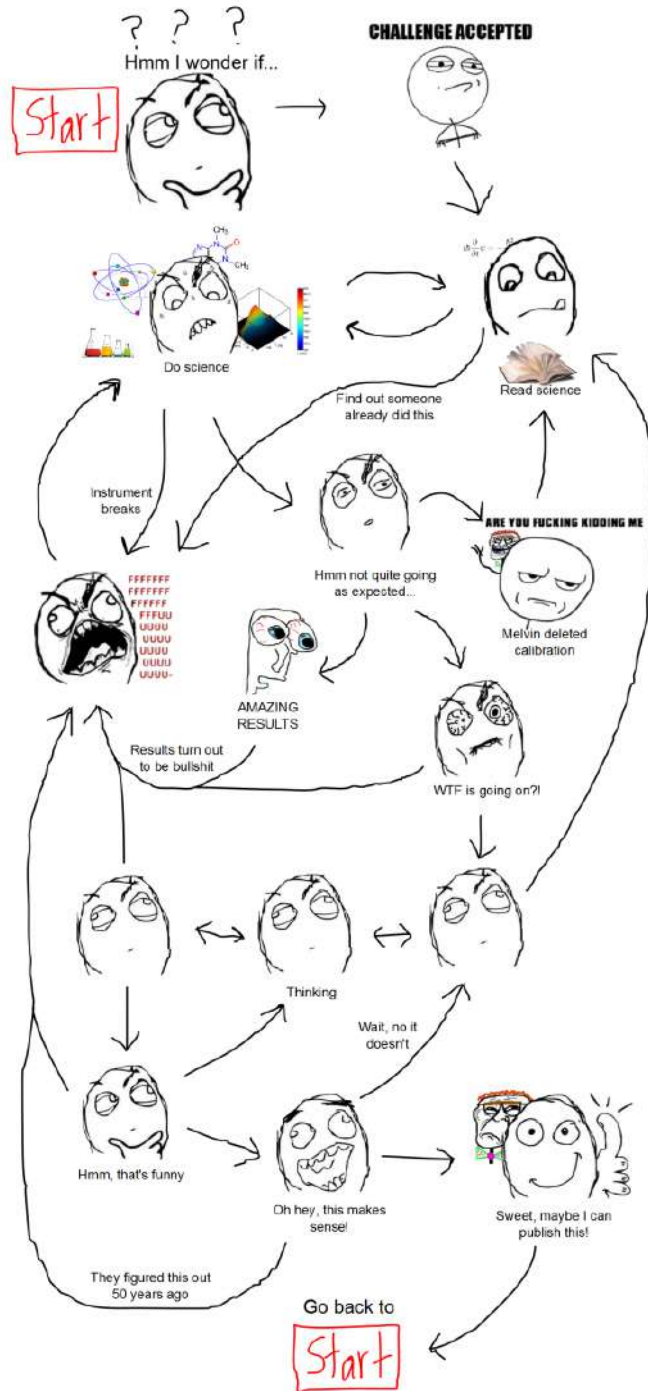 ? ? ?
Hmm I wonder if...
CHALLENGE ACCEPTED
Start
CH₃
O
N
CH₃
Do science
Read science
Find out someone
already did this
Instrument
breaks
ARE YOU FUCKING KIDDING ME
Hmm not quite going
as expected...
Melvin deleted
calibration
FFFFFFF
FFFFFFF
FFFFFF
FFFUU
UUUU
UUUU
UUUU
UUUU
UUUU-
AMAZING
RESULTS
Results turn out
to be bullshit
WTF is going on?!
Thinking
Wait, no it
doesn't
Hmm, that's funny
Oh hey, this makes
sense!
Sweet, maybe I can
publish this!
They figured this out
50 years ago
Go back to
Start